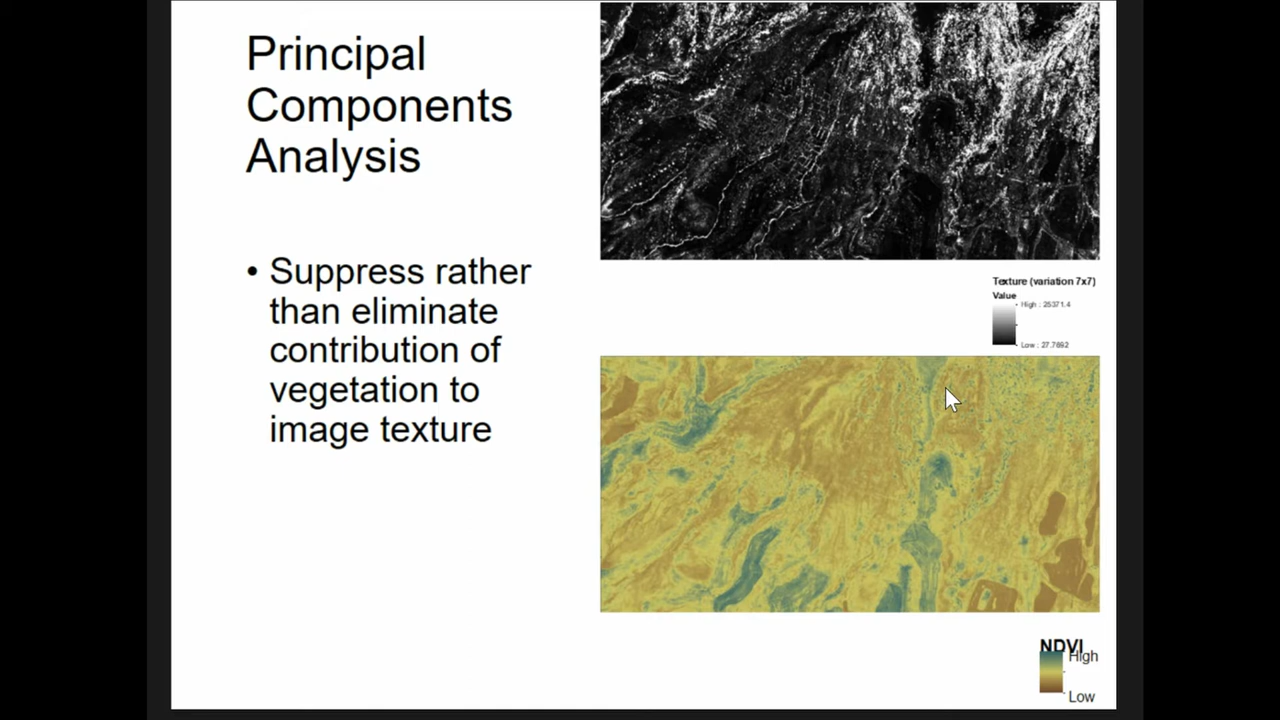 Principal
Components
Analysis
• Suppress rather
than eliminate
contribution of
vegetation to
image texture
Texture (variation 7x7)
Value
High : 25371.4
Low : 27.7692
NDVI
High
Low